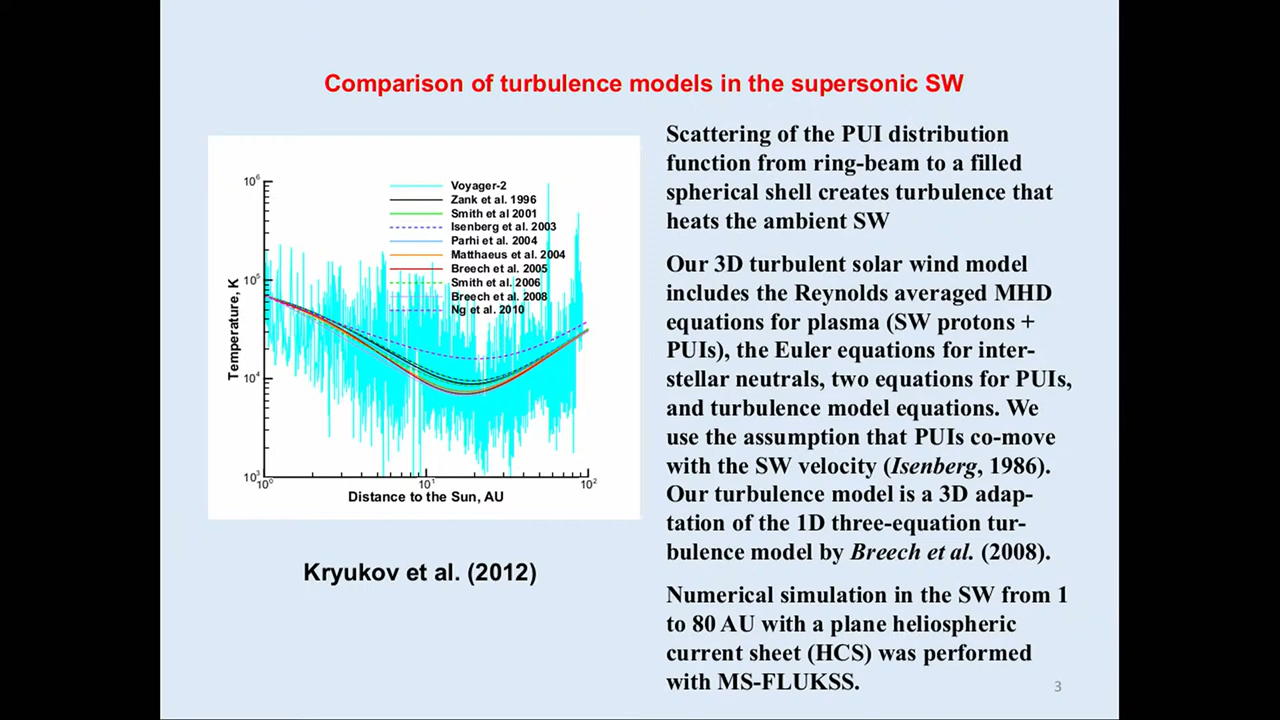 Comparison of turbulence models in the supersonic SW
10⁶
10⁵
10⁴
10³
Temperature, K
Voyager-2
Zank et al. 1996
Smith et al 2001
Isenberg et al. 2003
Parhi et al. 2004
Matthaeus et al. 2004
Breech et al. 2005
Smith et al. 2006
Breech et al. 2008
Ng et al. 2010
10⁰
10¹
10²
Distance to the Sun, AU
Kryukov et al. (2012)
Scattering of the PUI distribution
function from ring-beam to a filled
spherical shell creates turbulence that
heats the ambient SW
Our 3D turbulent solar wind model
includes the Reynolds averaged MHD
equations for plasma (SW protons +
PUIs), the Euler equations for inter-
stellar neutrals, two equations for PUIs,
and turbulence model equations. We
use the assumption that PUIs co-move
with the SW velocity (Isenberg, 1986).
Our turbulence model is a 3D adap-
tation of the 1D three-equation tur-
bulence model by Breech et al. (2008).
Numerical simulation in the SW from 1
to 80 AU with a plane heliospheric
current sheet (HCS) was performed
with MS-FLUKSS.
3